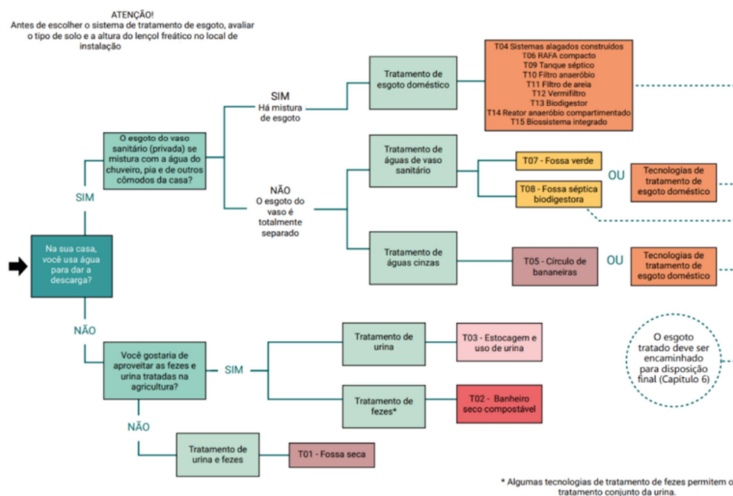 ATENÇÃO!
Antes de escolher o sistema de tratamento de esgoto, avaliar
o tipo de solo e a altura do lençol freático no local de
instalação
Na sua casa,
você usa água
para dar a
descarga?
SIM
O esgoto do vaso
sanitário (privada) se
mistura com a água do
chuveiro, pia e de outros
cômodos da casa?
SIM
Há mistura
de esgoto
Tratamento de
esgoto doméstico
T04 Sistemas alagados construídos
T06 RAFA compacto
T09 Tanque séptico
T10 Filtro anaeróbio
T11 Filtro de areia
T12 Vermifiltro
T13 Biodigestor
T14 Reator anaeróbio compartimentado
T15 Biossistema integrado
NÃO
O esgoto do
vaso é
totalmente
separado
Tratamento de
águas de vaso
sanitário
T07 - Fossa verde
T08 - Fossa séptica
biodigestora
OU
Tecnologias de
tratamento de
esgoto doméstico
Tratamento de
águas cinzas
T05 - Círculo de
bananeiras
OU
Tecnologias de
tratamento de
esgoto doméstico
NÃO
Você gostaria de
aproveitar as fezes e
urina tratadas na
agricultura?
SIM
Tratamento de
urina
T03 - Estocagem e
uso de urina
Tratamento de
fezes*
T02 - Banheiro
seco compostável
NÃO
Tratamento de
urina e fezes
T01 - Fossa seca
O esgoto
tratado deve ser
encaminhado
para disposição
final (Capítulo 6)
* Algumas tecnologias de tratamento de fezes permitem o
tratamento conjunto da urina.